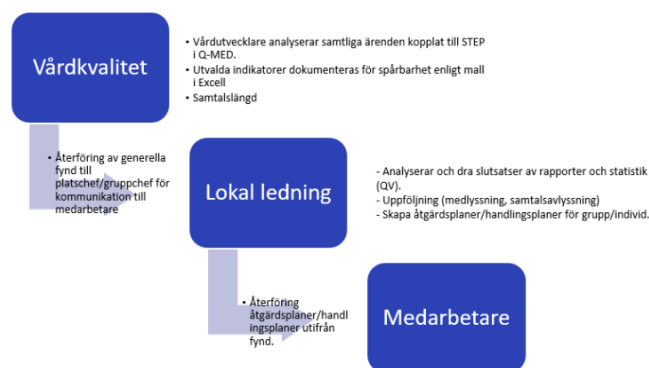 Vårdkvalitet
• Vårdutvecklare analyserar samtliga ärenden kopplat till STEP
i Q-MED.
• Utvalda indikatorer dokumenteras för spårbarhet enligt mall
i Excell
• Samtalslängd
• Återföring av generella
fynd till
platschef/gruppchef för
kommunikation till
medarbetare
Lokal ledning
- Analyserar och dra slutsatser av rapporter och statistik
(QV).
- Uppföljning (medlyssning, samtalsavlyssning)
- Skapa åtgärdsplaner/handlingsplaner för grupp/individ.
• Återföring
åtgärdsplaner/handl
ingsplaner utifrån
fynd.
Medarbetare